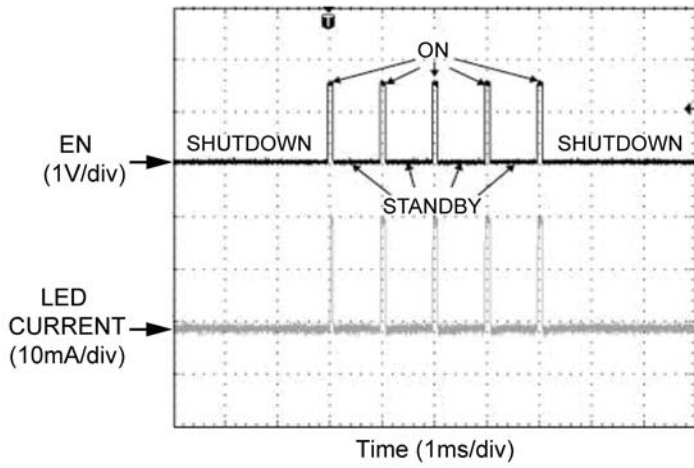 T
ON
EN
(1V/div)
SHUTDOWN
SHUTDOWN
STANDBY
LED
CURRENT
(10mA/div)
Time (1ms/div)